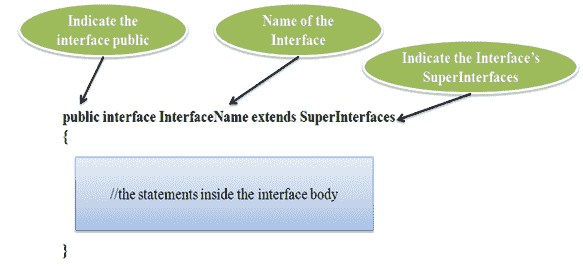 Indicate the
interface public
Name of the
Interface
Indicate the Interface's
SuperInterfaces
public interface InterfaceName extends SuperInterfaces
{
//the statements inside the interface body
}